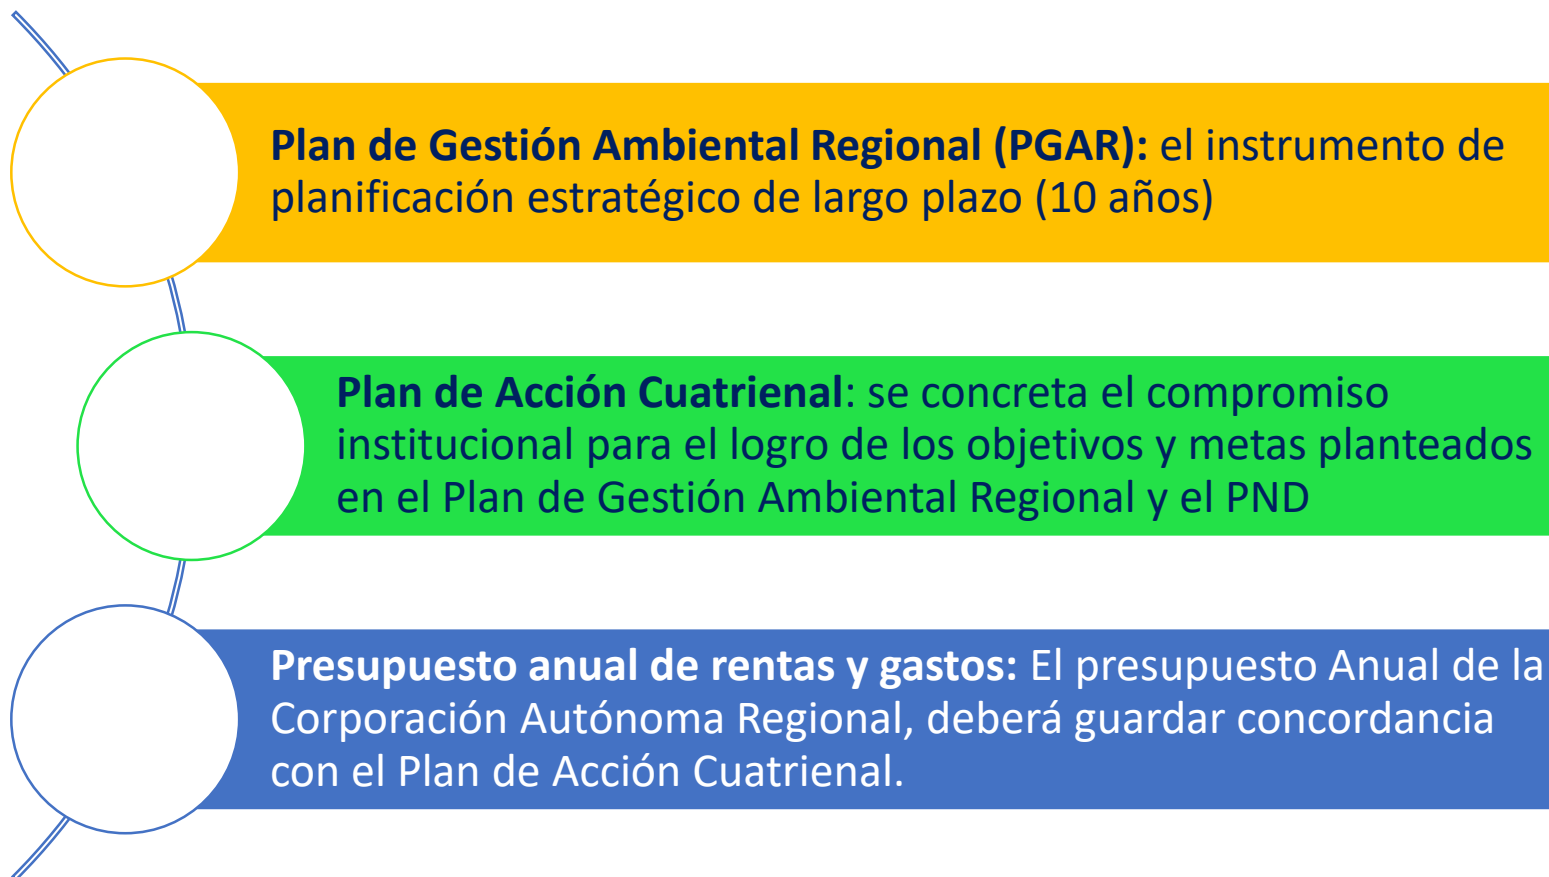 Plan de Gestión Ambiental Regional (PGAR): el instrumento de
planificación estratégico de largo plazo (10 años)
Plan de Acción Cuatrienal: se concreta el compromiso
institucional para el logro de los objetivos y metas planteados
en el Plan de Gestión Ambiental Regional y el PND
Presupuesto anual de rentas y gastos: El presupuesto Anual de la
Corporación Autónoma Regional, deberá guardar concordancia
con el Plan de Acción Cuatrienal.